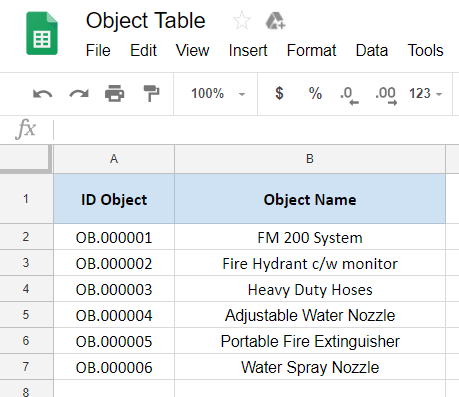 Object Table
File Edit View Insert Format Data Tools
100% $ % .0 .00 123
fx
A B
1 ID Object Object Name
2 OB.000001 FM 200 System
3 OB.000002 Fire Hydrant c/w monitor
4 OB.000003 Heavy Duty Hoses
5 OB.000004 Adjustable Water Nozzle
6 OB.000005 Portable Fire Extinguisher
7 OB.000006 Water Spray Nozzle
8